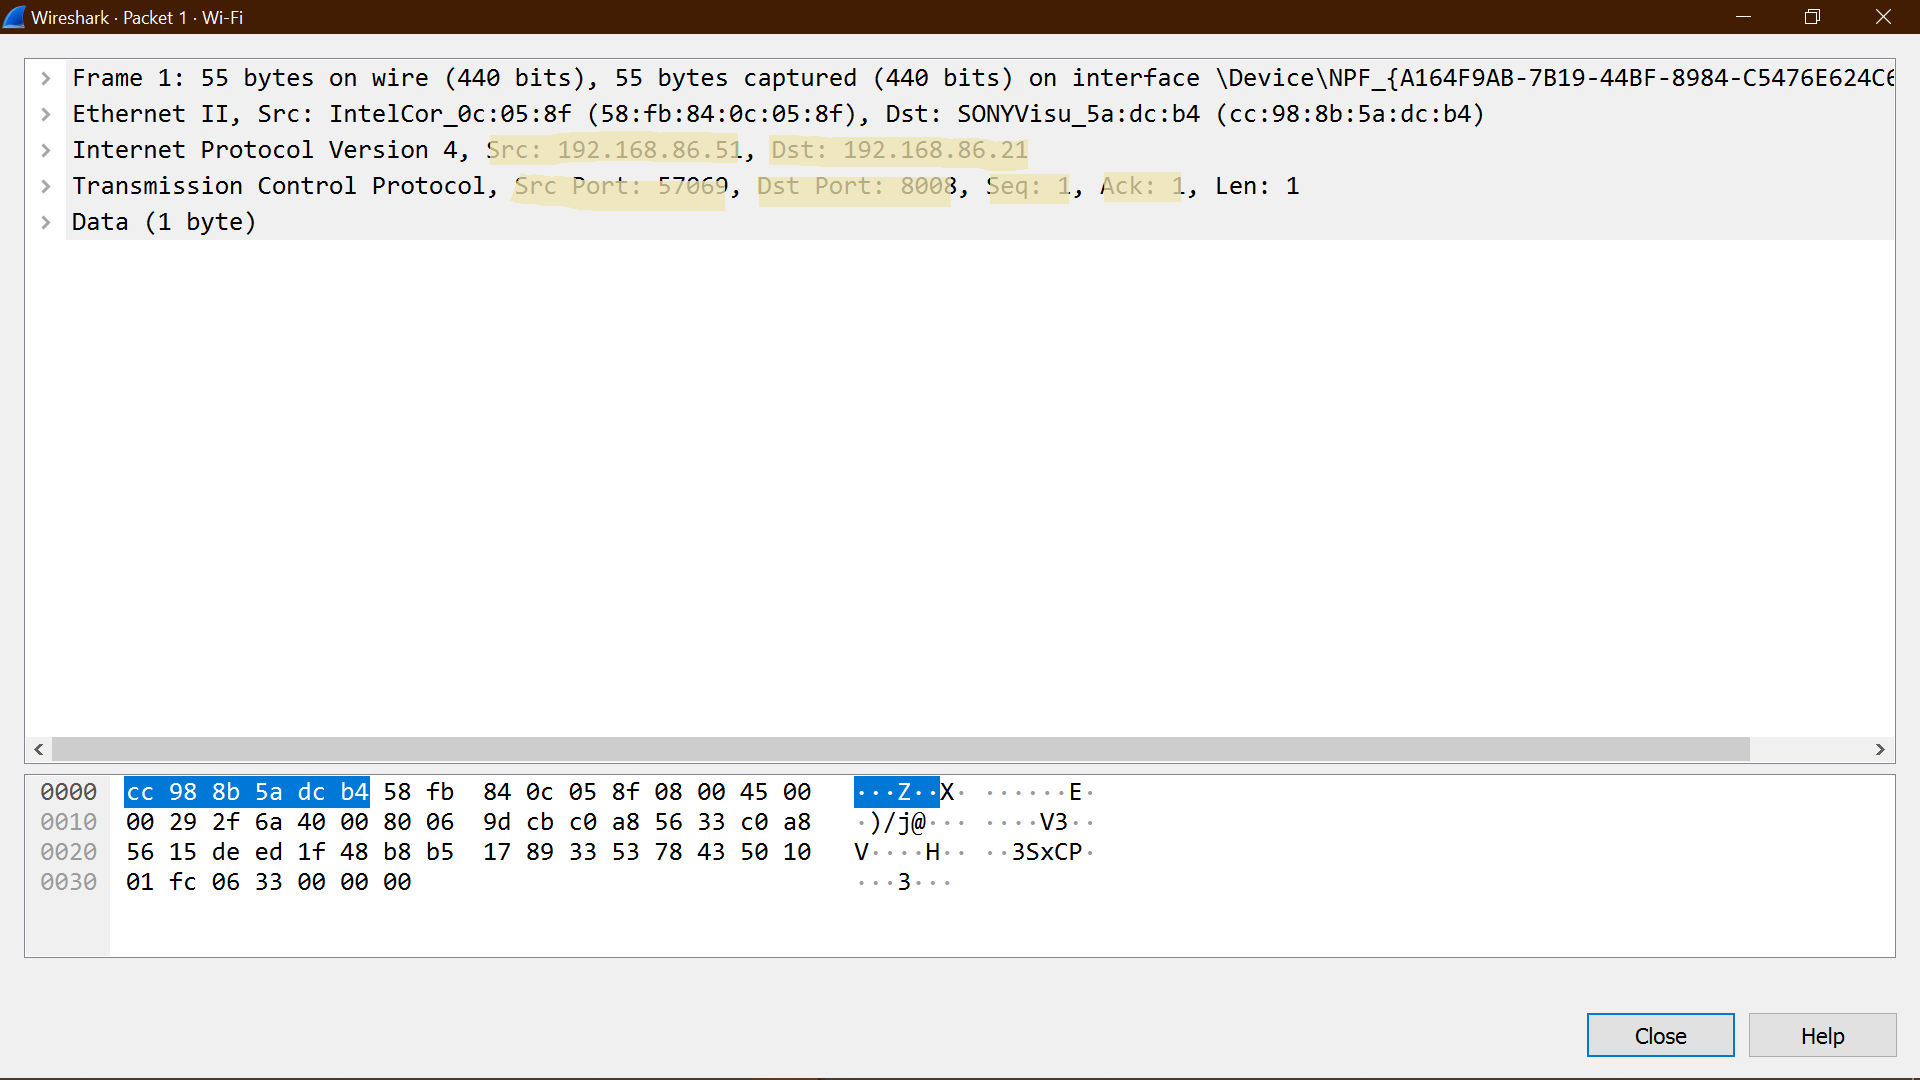 Wireshark · Packet 1 · Wi-Fi
Frame 1: 55 bytes on wire (440 bits), 55 bytes captured (440 bits) on interface \Device\NPF_{A164F9AB-7B19-44BF-8984-C5476E624C6
Ethernet II, Src: IntelCor_0c:05:8f (58:fb:84:0c:05:8f), Dst: SONYVisu_5a:dc:b4 (cc:98:8b:5a:dc:b4)
Internet Protocol Version 4, Src: 192.168.86.51, Dst: 192.168.86.21
Transmission Control Protocol, Src Port: 57069, Dst Port: 8008, Seq: 1, Ack: 1, Len: 1
Data (1 byte)
0000 cc 98 8b 5a dc b4 58 fb 84 0c 05 8f 08 00 45 00 ···Z··X· ······E·
0010 00 29 2f 6a 40 00 80 06 9d cb c0 a8 56 33 c0 a8 ·)/j@··· ····V3··
0020 56 15 de ed 1f 48 b8 b5 17 89 33 53 78 43 50 10 V····H·· ··3SxCP·
0030 01 fc 06 33 00 00 00 ···3···
Close Help